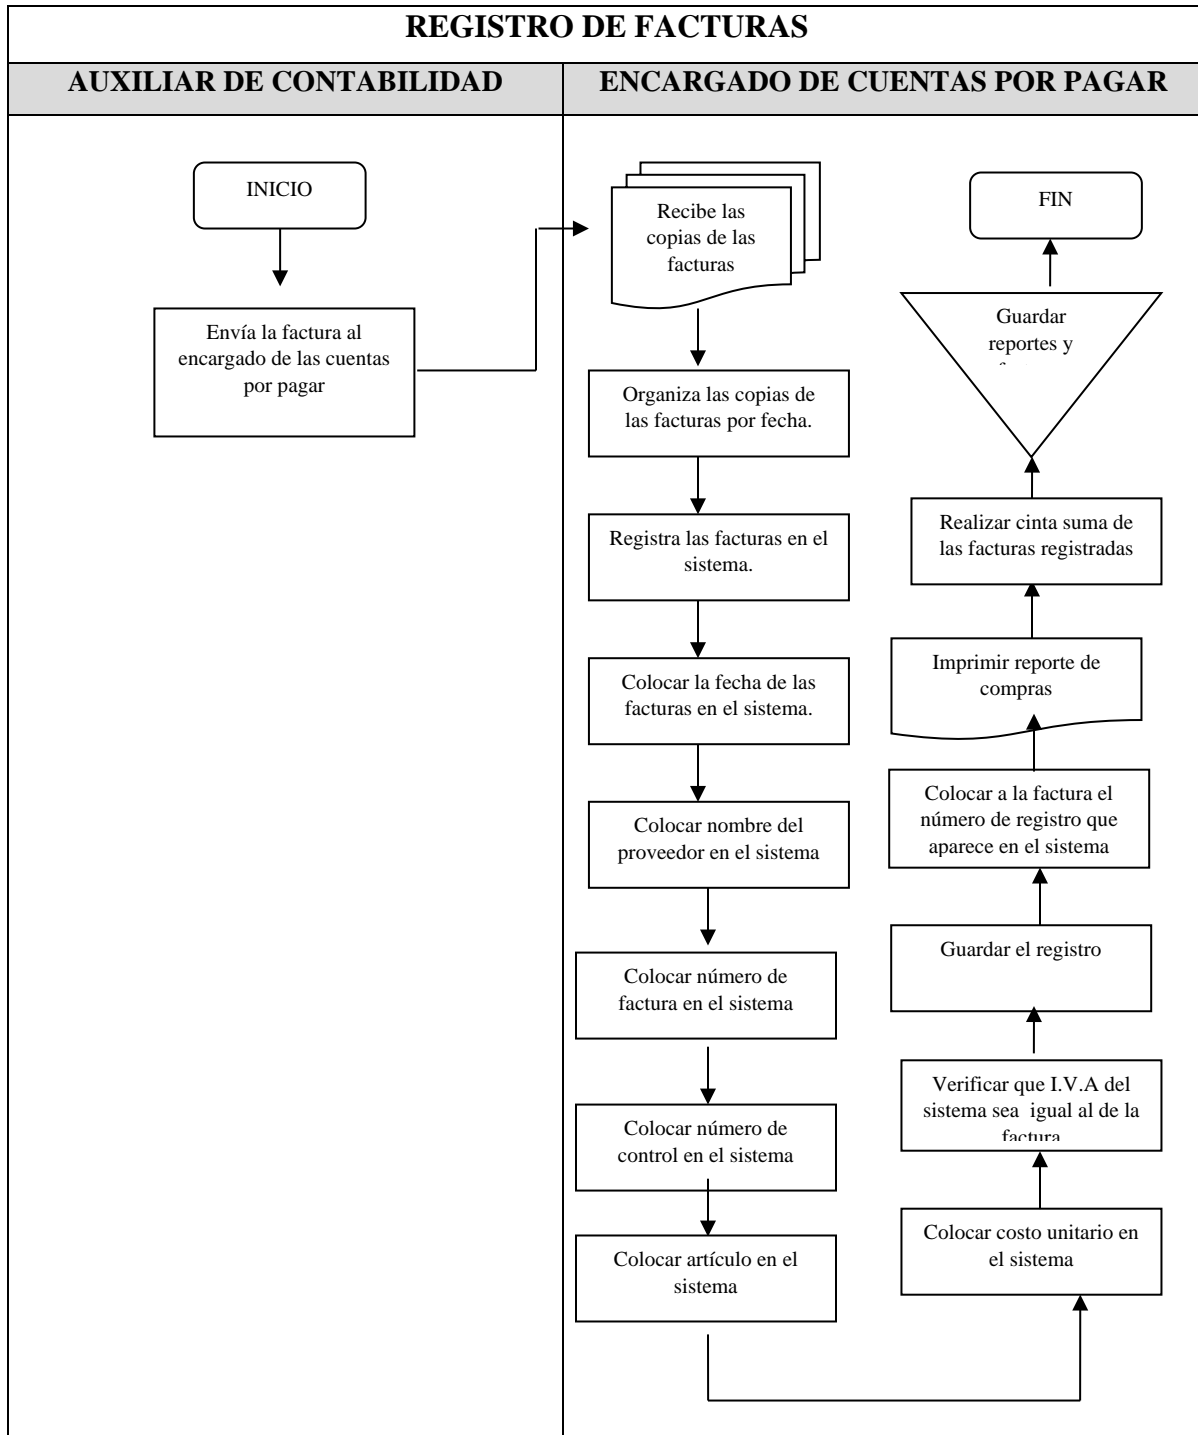 REGISTRO DE FACTURAS
AUXILIAR DE CONTABILIDAD
ENCARGADO DE CUENTAS POR PAGAR
INICIO
Envía la factura al
encargado de las cuentas
por pagar
Recibe las
copias de las
facturas
Organiza las copias de
las facturas por fecha.
Registra las facturas en el
sistema.
Colocar la fecha de las
facturas en el sistema.
Colocar nombre del
proveedor en el sistema
Colocar número de
factura en el sistema
Colocar número de
control en el sistema
Colocar artículo en el
sistema
Colocar costo unitario en
el sistema
Verificar que I.V.A del
sistema sea  igual al de la
factura
Guardar el registro
Colocar a la factura el
número de registro que
aparece en el sistema
Imprimir reporte de
compras
Realizar cinta suma de
las facturas registradas
Guardar
reportes y
FIN